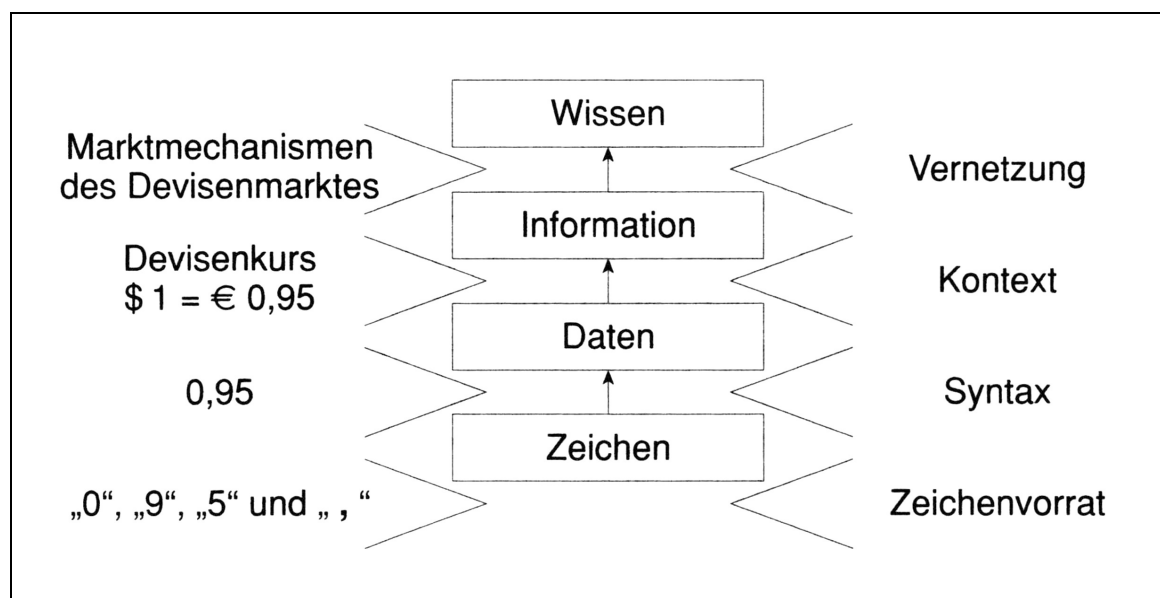 Wissen
Marktmechanismen
des Devisenmarktes
Vernetzung
Information
Devisenkurs
$ 1 = € 0,95
Kontext
Daten
0,95
Syntax
Zeichen
„0“, „9“, „5“ und „ , “
Zeichenvorrat